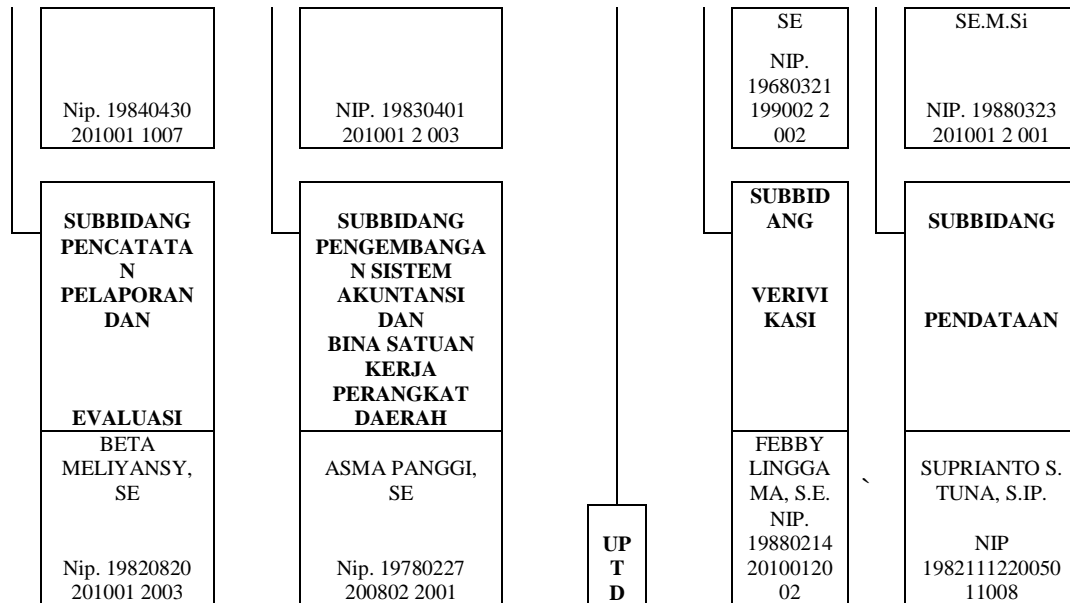 Nip. 19840430
201001 1007
NIP. 19830401
201001 2 003
SE
NIP.
19680321
199002 2
002
SE.M.Si
NIP. 19880323
201001 2 001
SUBBIDANG
PENCATATA
N
PELAPORAN
DAN
EVALUASI
BETA
MELIYANSY,
SE
Nip. 19820820
201001 2003
SUBBIDANG
PENGEMBANGA
N SISTEM
AKUNTANSI
DAN
BINA SATUAN
KERJA
PERANGKAT
DAERAH
ASMA PANGGI,
SE
Nip. 19780227
200802 2001
UP
T
D
SUBBID
ANG
VERIVI
KASI
FEBBY
LINGGA
MA, S.E.
NIP.
19880214
20100120
02
`
SUBBIDANG
PENDATAAN
SUPRIANTO S.
TUNA, S.IP.
NIP
1982111220050
11008